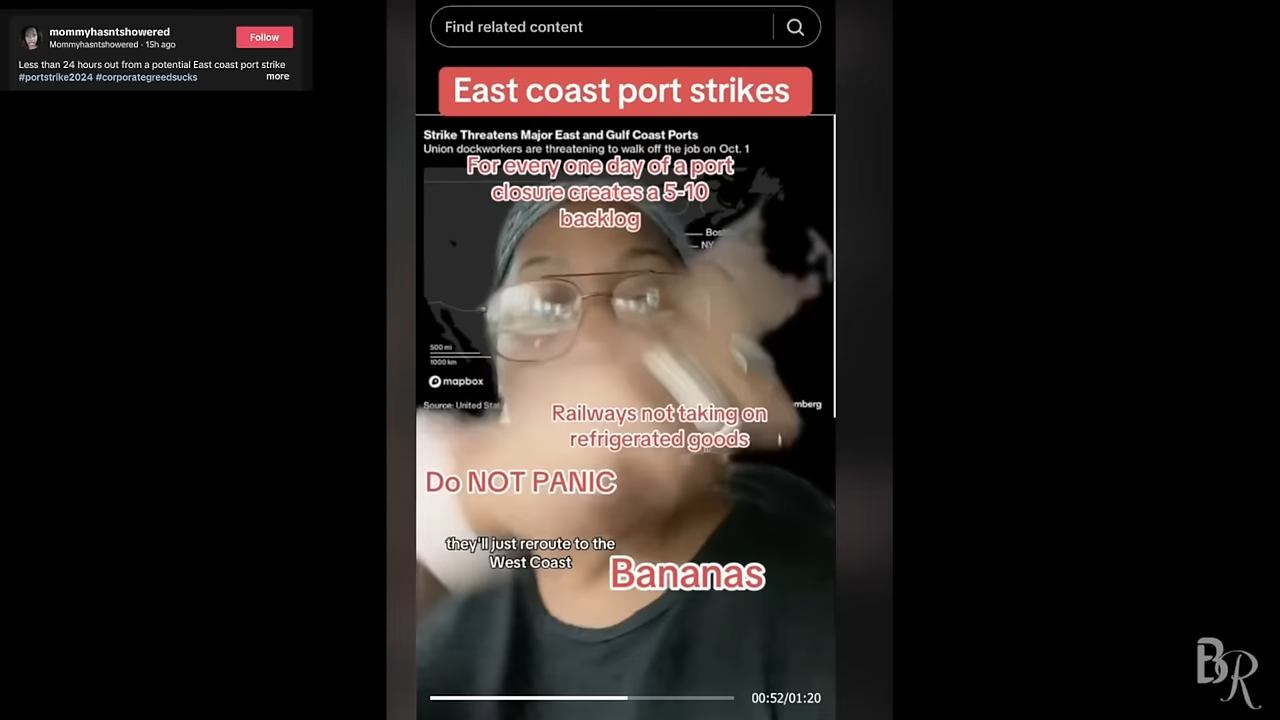 mommyhasntshowered
Mommyhasntshowered · 15h ago
Follow
Less than 24 hours out from a potential East coast port strike
#portstrike2024 #corporategreedsucks
more
Find related content
East coast port strikes
Strike Threatens Major East and Gulf Coast Ports
Union dockworkers are threatening to walk off the job on Oct. 1
For every one day of a port
closure creates a 5-10
backlog
NY
500 mi
1000 km
mapbox
Source: United
Railways not taking on
refrigerated goods
Do NOT PANIC
they'll just reroute to the
West Coast
Bananas
00:52/01:20
BR